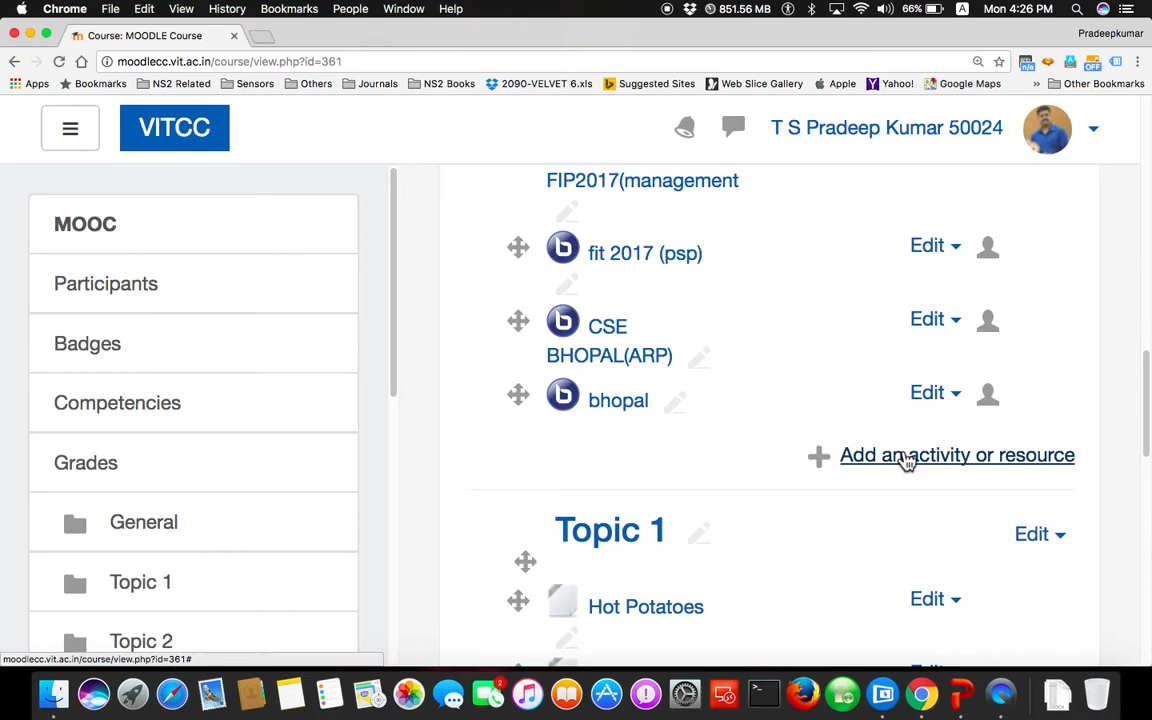 Chrome File Edit View History Bookmarks People Window Help 851.56 MB 66% A Mon 4:26 PM
Course: MOODLE Course Pradeepkumar
moodlecc.vit.ac.in/course/view.php?id=361
Apps Bookmarks NS2 Related Sensors Others Journals NS2 Books 2090-VELVET 6.xls Suggested Sites Web Slice Gallery Apple Yahoo! Google Maps » Other Bookmarks
VITCC T S Pradeep Kumar 50024
MOOC
Participants
Badges
Competencies
Grades
General
Topic 1
Topic 2
FIP2017(management
fit 2017 (psp) Edit
CSE Edit
BHOPAL(ARP)
bhopal Edit
Add an activity or resource
Topic 1 Edit
Hot Potatoes Edit
moodlecc.vit.ac.in/course/view.php?id=361#
2